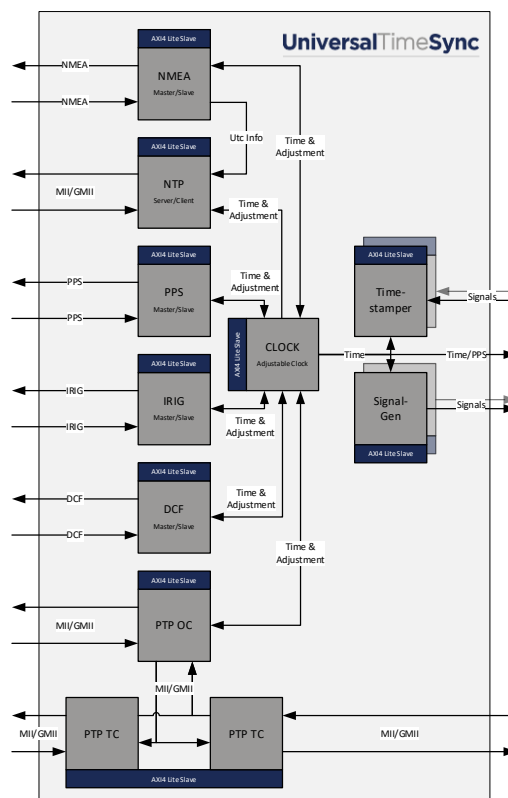 UniversalTimeSync
AXI4 Lite Slave
NMEA
Master/Slave
NMEA
NMEA
Utc Info
Time &
Adjustment
AXI4 Lite Slave
NTP
Server/Client
MII/GMII
Time &
Adjustment
AXI4 Lite Slave
PPS
Master/Slave
PPS
PPS
Time &
Adjustment
AXI4 Lite Slave
Time-
stamper
Signals
AXI4 Lite Slave
CLOCK
Adjustable Clock
Time
Time/PPS
AXI4 Lite Slave
IRIG
Master/Slave
IRIG
IRIG
Time &
Adjustment
Signal-
Gen
AXI4 Lite Slave
Signals
AXI4 Lite Slave
DCF
Master/Slave
DCF
DCF
Time &
Adjustment
Time &
Adjustment
AXI4 Lite Slave
PTP OC
MII/GMII
MII/GMII
PTP TC
PTP TC
MII/GMII
MII/GMII
AXI4 Lite Slave